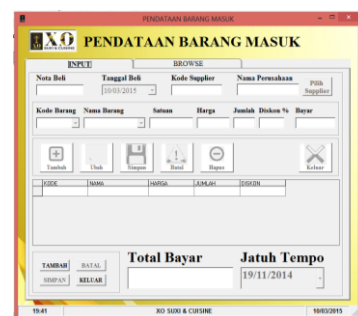 PENDATAAN BARANG MASUK
XO
SUXI & CUISINE
PENDATAAN BARANG MASUK
INPUT BROWSE
Nota Beli Tanggal Beli Kode Supplier Nama Perusahaan
10/03/2015 Pilih Supplier
Kode Barang Nama Barang Satuan Harga Jumlah Diskon % Bayar
Tambah Ubah Simpan Batal Hapus Keluar
KODE NAMA HARGA JUMLAH DISKON
Total Bayar Jatuh Tempo
TAMBAH BATAL 19/11/2014
SIMPAN KELUAR
19:41 XO SUXI & CUISINE 10/03/2015